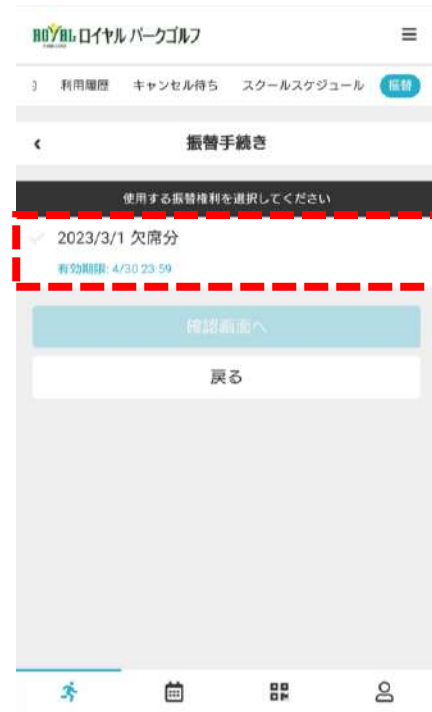 ROYAL ロイヤル パークゴルフ
利用履歴 キャンセル待ち スクールスケジュール 振替
振替手続き
使用する振替権利を選択してください
2023/3/1 欠席分
有効期限: 4/30 23:59
確認画面へ
戻る